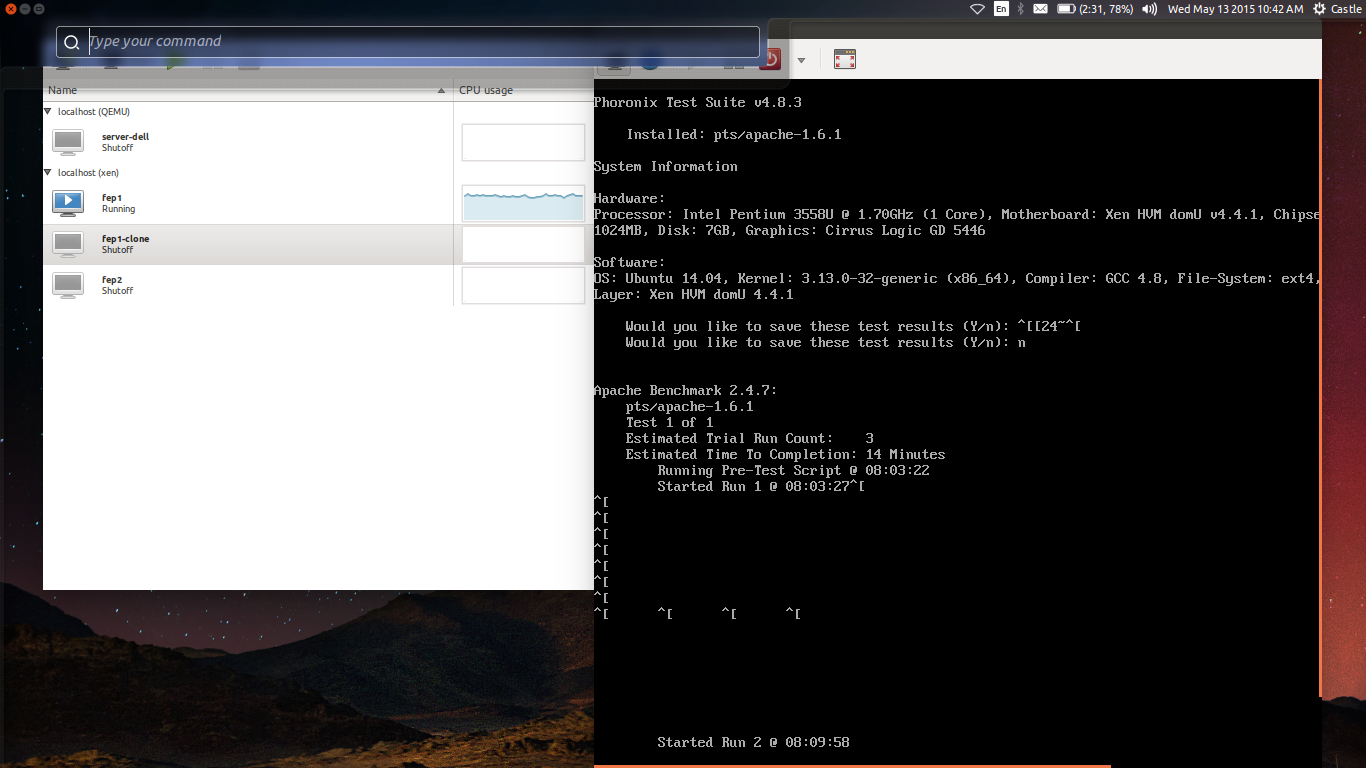 En
(2:31, 78%)
Wed May 13 2015 10:42 AM
Castle
Type your command
Name
CPU usage
localhost (QEMU)
server-dell
Shutoff
localhost (xen)
fep1
Running
fep1-clone
Shutoff
fep2
Shutoff
Phoronix Test Suite v4.8.3
Installed: pts/apache-1.6.1
System Information
Hardware:
Processor: Intel Pentium 3558U @ 1.70GHz (1 Core), Motherboard: Xen HVM domU v4.4.1, Chipse
1024MB, Disk: 7GB, Graphics: Cirrus Logic GD 5446
Software:
OS: Ubuntu 14.04, Kernel: 3.13.0-32-generic (x86_64), Compiler: GCC 4.8, File-System: ext4,
Layer: Xen HVM domU 4.4.1
Would you like to save these test results (Y/n): ^[[24~^[
Would you like to save these test results (Y/n): n
Apache Benchmark 2.4.7:
pts/apache-1.6.1
Test 1 of 1
Estimated Trial Run Count: 3
Estimated Time To Completion: 14 Minutes
Running Pre-Test Script @ 08:03:22
Started Run 1 @ 08:03:27^[
^[
^[
^[
^[
^[
^[
^[
^[ ^[ ^[ ^[
Started Run 2 @ 08:09:58